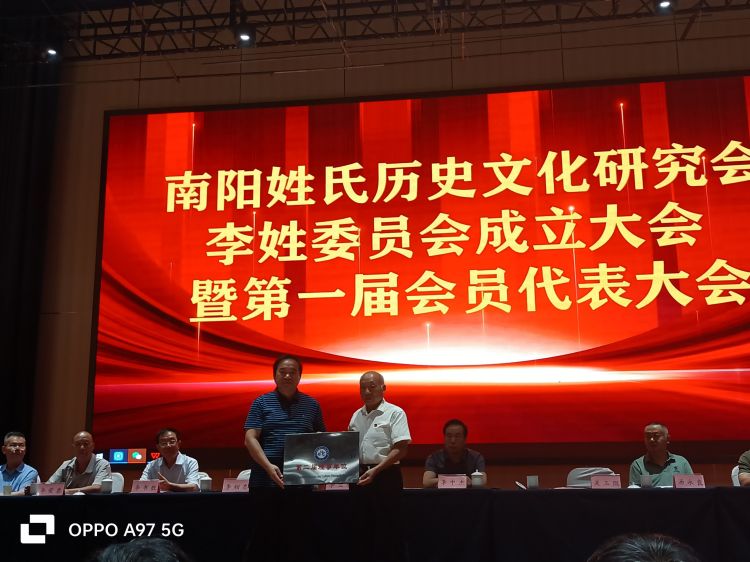 南阳姓氏历史文化研究会
李姓委员会成立大会
暨第一届会员代表大会
OPPO A97 5G